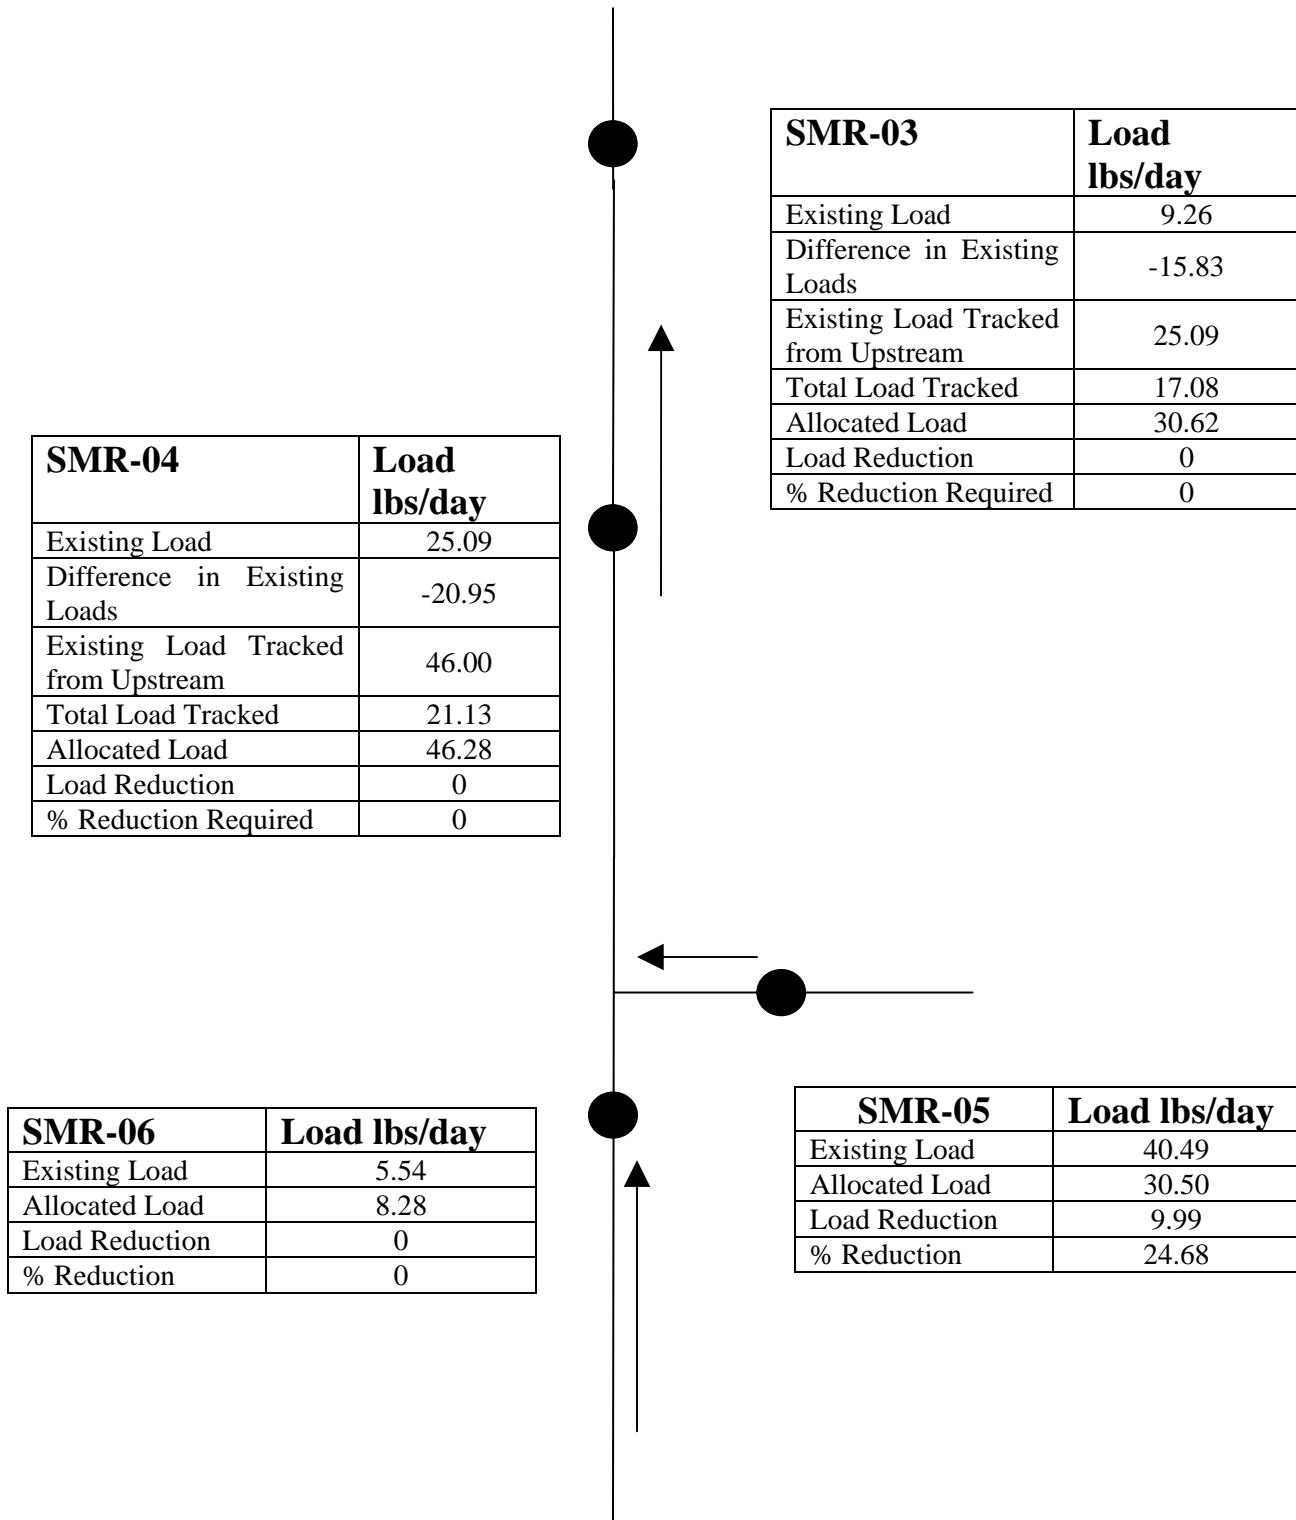 SMR-03 Load
lbs/day
Existing Load 9.26
Difference in Existing
Loads -15.83
Existing Load Tracked
from Upstream 25.09
Total Load Tracked 17.08
Allocated Load 30.62
Load Reduction 0
% Reduction Required 0
SMR-04 Load
lbs/day
Existing Load 25.09
Difference in Existing
Loads -20.95
Existing Load Tracked
from Upstream 46.00
Total Load Tracked 21.13
Allocated Load 46.28
Load Reduction 0
% Reduction Required 0
SMR-06 Load lbs/day
Existing Load 5.54
Allocated Load 8.28
Load Reduction 0
% Reduction 0
SMR-05 Load lbs/day
Existing Load 40.49
Allocated Load 30.50
Load Reduction 9.99
% Reduction 24.68